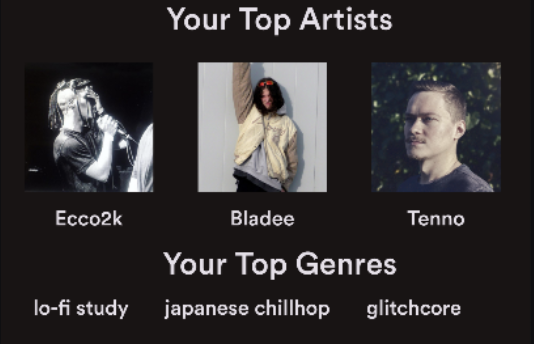 Your Top Artists
Ecco2k Bladee Tenno
Your Top Genres
lo-fi study japanese chillhop glitchcore